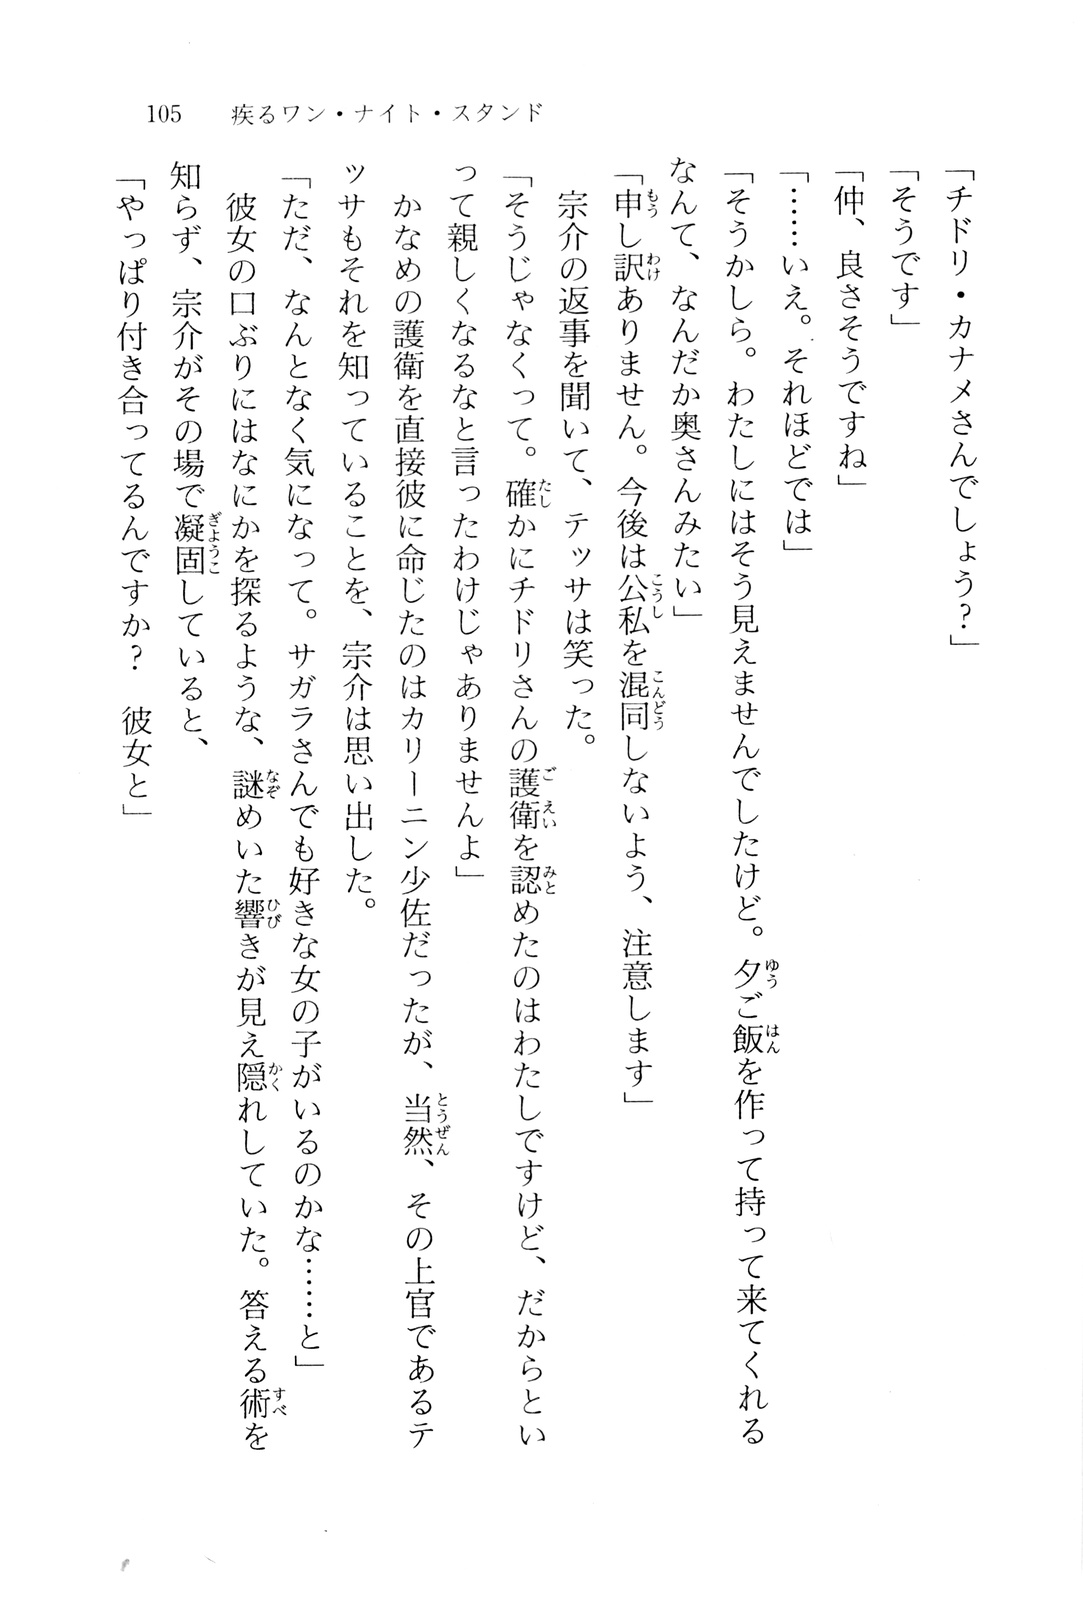 105 疾るワン・ナイト・スタンド
「チドリ・カナメさんでしょう?」
「そうです」
「仲、良さそうですね」
「……いえ。それほどでは」
「そうかしら。わたしにはそう見えませんでしたけど。夕ご飯を作って持って来てくれる
なんて、なんだか奥さんみたい」
「申し訳ありません。今後は公私を混同しないよう、注意します」
　宗介の返事を聞いて、テッサは笑った。
「そうじゃなくって。確かにチドリさんの護衛を認めたのはわたしですけど、だからとい
って親しくなるなと言ったわけじゃありませんよ」
　かなめの護衛を直接彼に命じたのはカリーニン少佐だったが、当然、その上官であるテ
ッサもそれを知っていることを、宗介は思い出した。
「ただ、なんとなく気になって。サガラさんでも好きな女の子がいるのかな……と」
　彼女の口ぶりにはなにかを探るような、謎めいた響きが見え隠れしていた。答える術を
知らず、宗介がその場で凝固していると、
「やっぱり付き合ってるんですか?　彼女と」